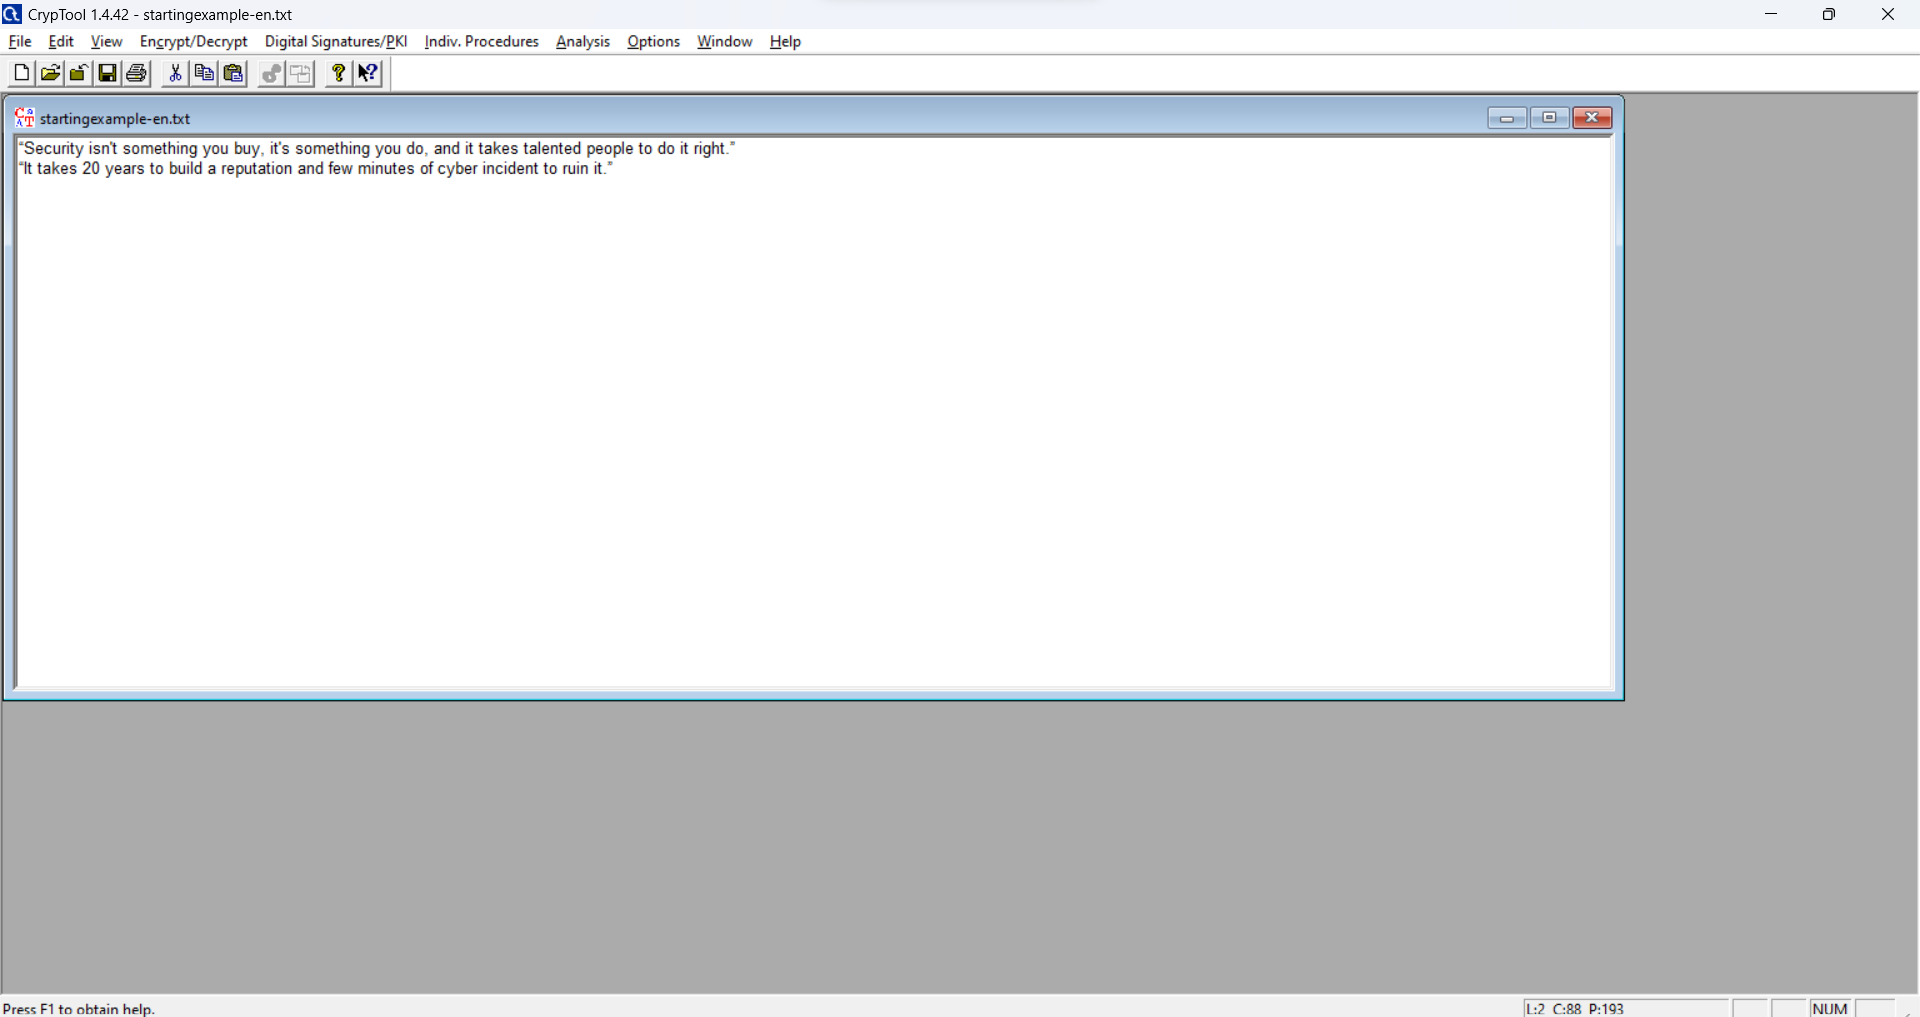 CrypTool 1.4.42 - startingexample-en.txt
File Edit View Encrypt/Decrypt Digital Signatures/PKI Indiv. Procedures Analysis Options Window Help
startingexample-en.txt
“Security isn't something you buy, it's something you do, and it takes talented people to do it right.”
“It takes 20 years to build a reputation and few minutes of cyber incident to ruin it.”
Press F1 to obtain help.
L:2 C:88 P:193
NUM